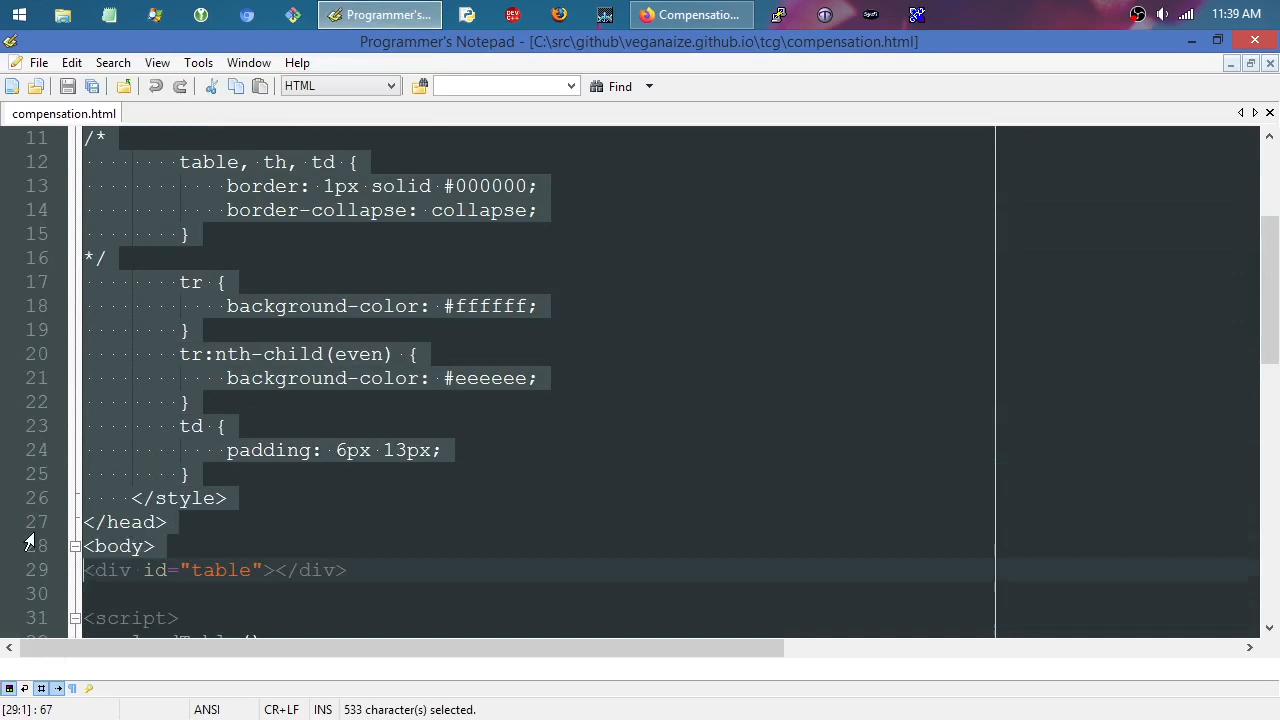 Programmer's...
Compensatio...
11:39 AM
Programmer's Notepad - [C:\src\github\veganaize.github.io\tcg\compensation.html]
File Edit Search View Tools Window Help
HTML
Find
compensation.html
11 /*
12 table, th, td {
13 border: 1px solid #000000;
14 border-collapse: collapse;
15 }
16 */
17 tr {
18 background-color: #ffffff;
19 }
20 tr:nth-child(even) {
21 background-color: #eeeeee;
22 }
23 td {
24 padding: 6px 13px;
25 }
26 </style>
27 </head>
28 <body>
29 <div id="table"></div>
30
31 <script>
[29:1] : 67 ANSI CR+LF INS 533 character(s) selected.